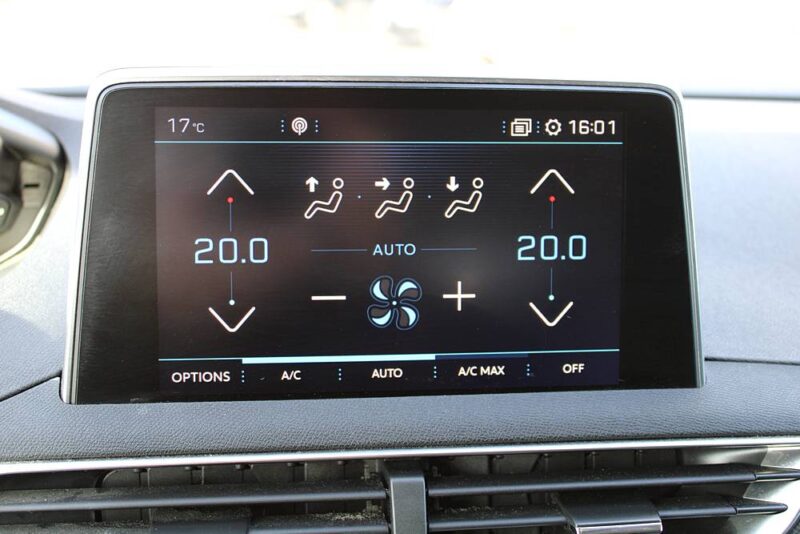 17 °C 16:01
20.0 AUTO 20.0
OPTIONS A/C AUTO A/C MAX OFF